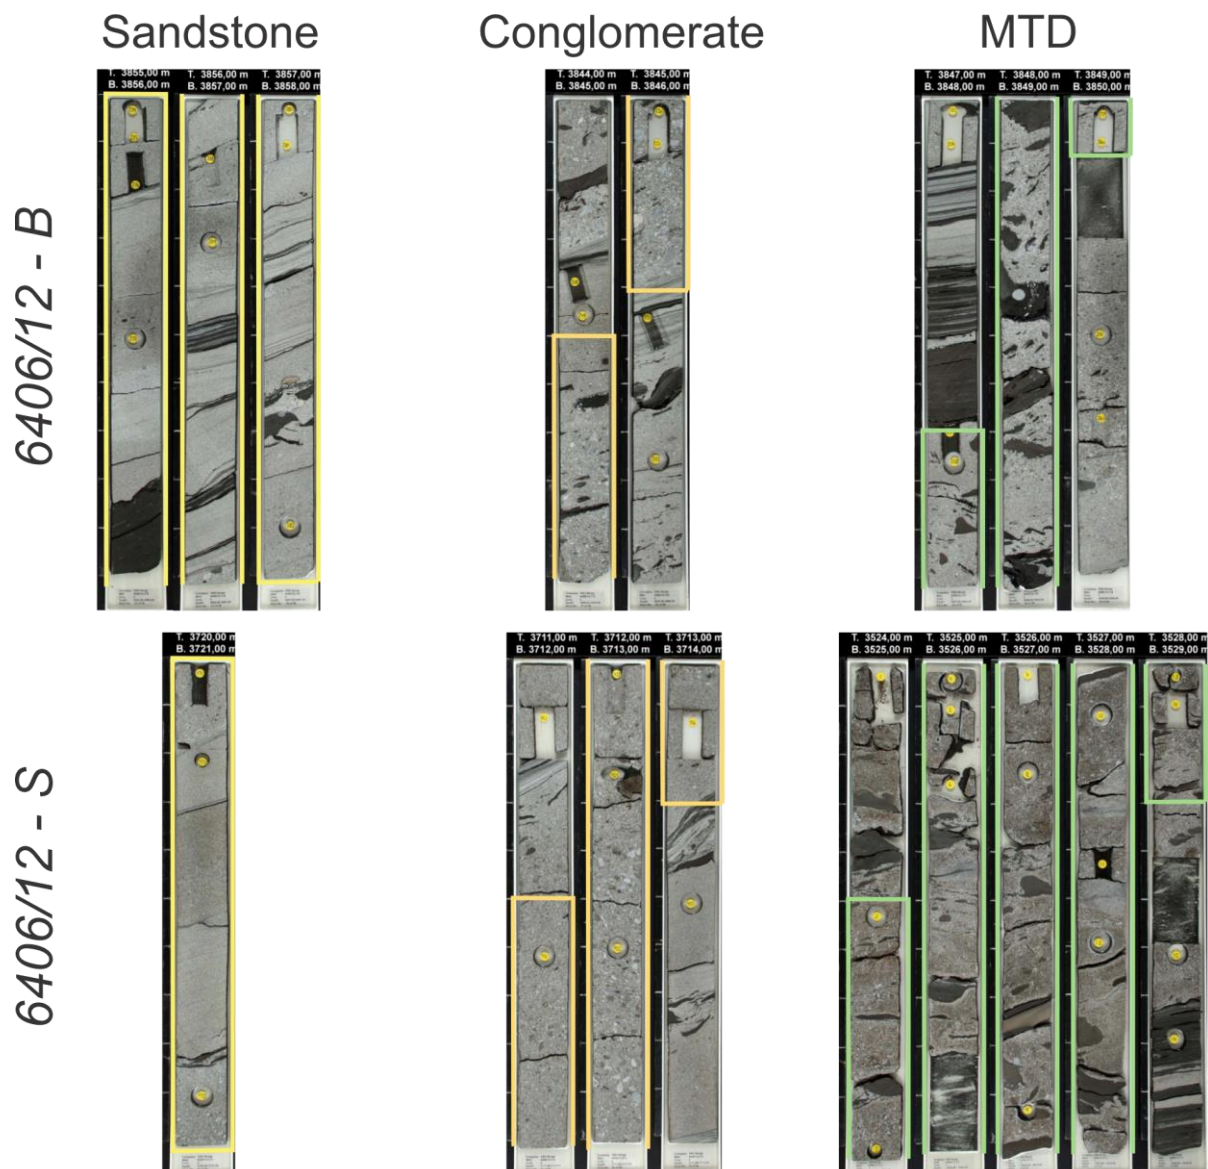 Sandstone
Conglomerate
MTD
T. 3855,00 m
B. 3856,00 m
T. 3856,00 m
B. 3857,00 m
T. 3857,00 m
B. 3858,00 m
T. 3844,00 m
B. 3845,00 m
T. 3845,00 m
B. 3846,00 m
T. 3847,00 m
B. 3848,00 m
T. 3848,00 m
B. 3849,00 m
T. 3849,00 m
B. 3850,00 m
6406/12 - B
T. 3720,00 m
B. 3721,00 m
T. 3711,00 m
B. 3712,00 m
T. 3712,00 m
B. 3713,00 m
T. 3713,00 m
B. 3714,00 m
T. 3524,00 m
B. 3525,00 m
T. 3525,00 m
B. 3526,00 m
T. 3526,00 m
B. 3527,00 m
T. 3527,00 m
B. 3528,00 m
T. 3528,00 m
B. 3529,00 m
6406/12 - S